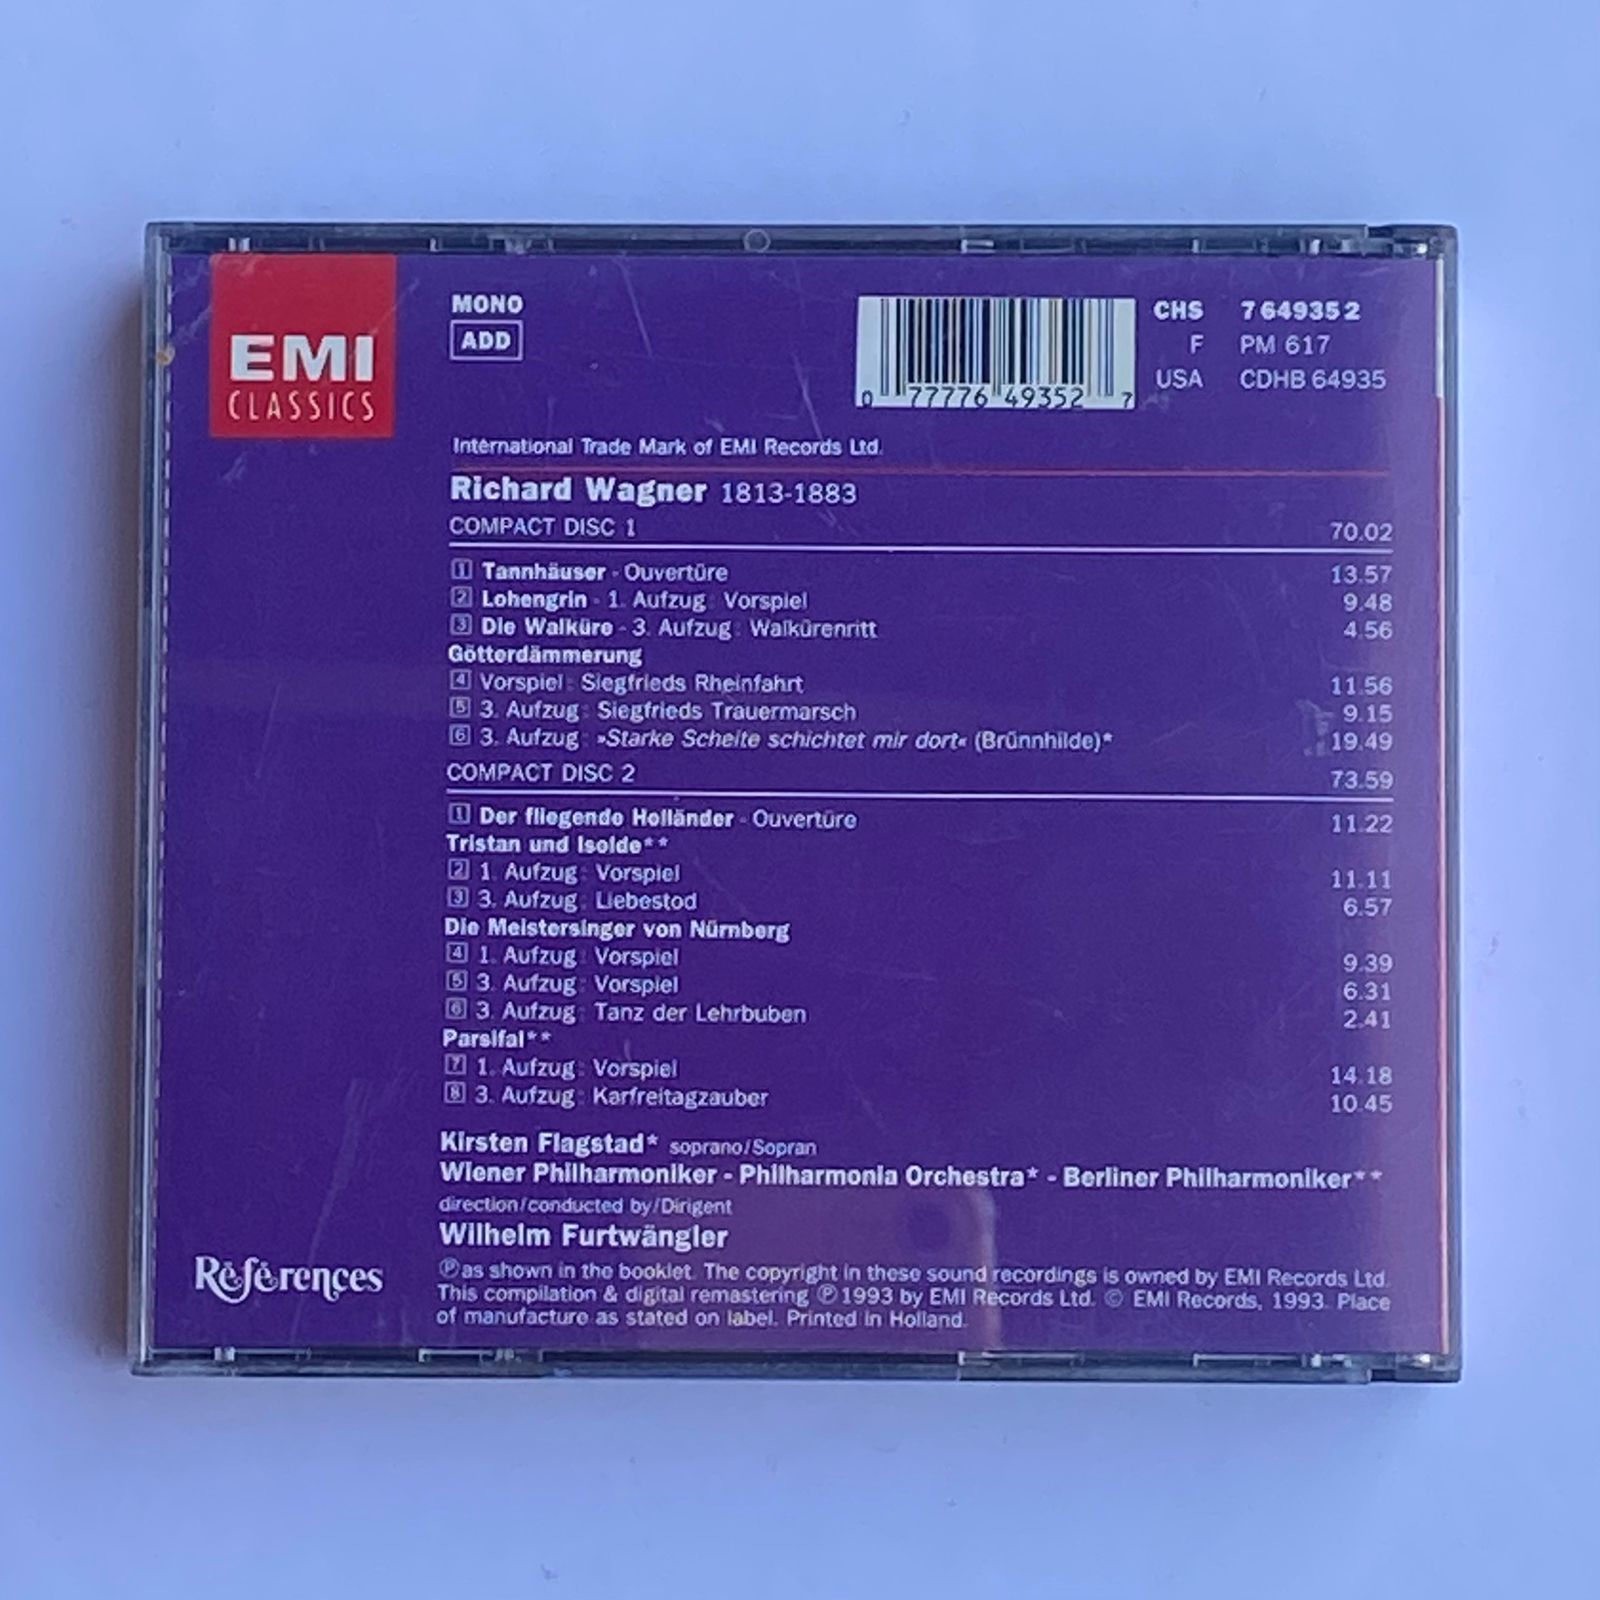 EMI
CLASSICS
MONO
ADD
0 77776 49352 7
CHS 7 64935 2
F PM 617
USA CDHB 64935
International Trade Mark of EMI Records Ltd.
Richard Wagner 1813-1883
COMPACT DISC 1 70.02
1 Tannhäuser - Ouvertüre 13.57
2 Lohengrin - 1. Aufzug: Vorspiel 9.48
3 Die Walküre - 3. Aufzug: Walkürenritt 4.56
Götterdämmerung
4 Vorspiel: Siegfrieds Rheinfahrt 11.56
5 3. Aufzug: Siegfrieds Trauermarsch 9.15
6 3. Aufzug: »Starke Scheite schichtet mir dort« (Brünnhilde)* 19.49
COMPACT DISC 2 73.59
1 Der fliegende Holländer - Ouvertüre 11.22
Tristan und Isolde**
2 1. Aufzug: Vorspiel 11.11
3 3. Aufzug: Liebestod 6.57
Die Meistersinger von Nürnberg
4 1. Aufzug: Vorspiel 9.39
5 3. Aufzug: Vorspiel 6.31
6 3. Aufzug: Tanz der Lehrbuben 2.41
Parsifal**
7 1. Aufzug: Vorspiel 14.18
8 3. Aufzug: Karfreitagzauber 10.45
Kirsten Flagstad* soprano/Sopran
Wiener Philharmoniker - Philharmonia Orchestra* - Berliner Philharmoniker**
direction/conducted by/Dirigent
Wilhelm Furtwängler
Références
℗ as shown in the booklet. The copyright in these sound recordings is owned by EMI Records Ltd.
This compilation & digital remastering ℗ 1993 by EMI Records Ltd. © EMI Records, 1993. Place
of manufacture as stated on label. Printed in Holland.